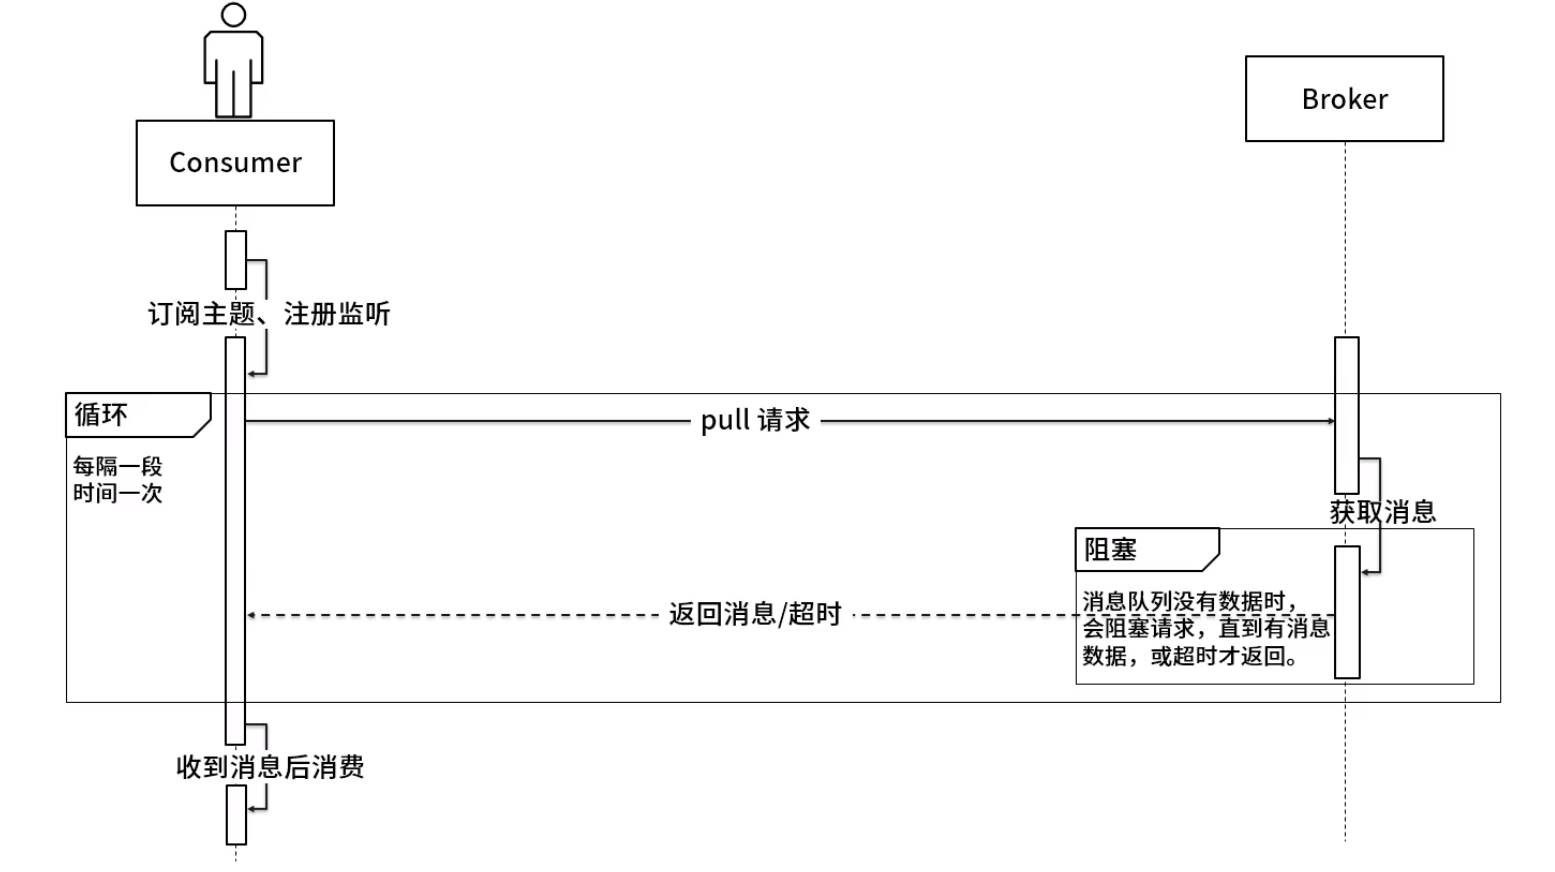 Broker
Consumer
订阅主题、注册监听
循环
pull 请求
每隔一段
时间一次
获取消息
阻塞
消息队列没有数据时，
会阻塞请求，直到有消息
数据，或超时才返回。
返回消息/超时
收到消息后消费